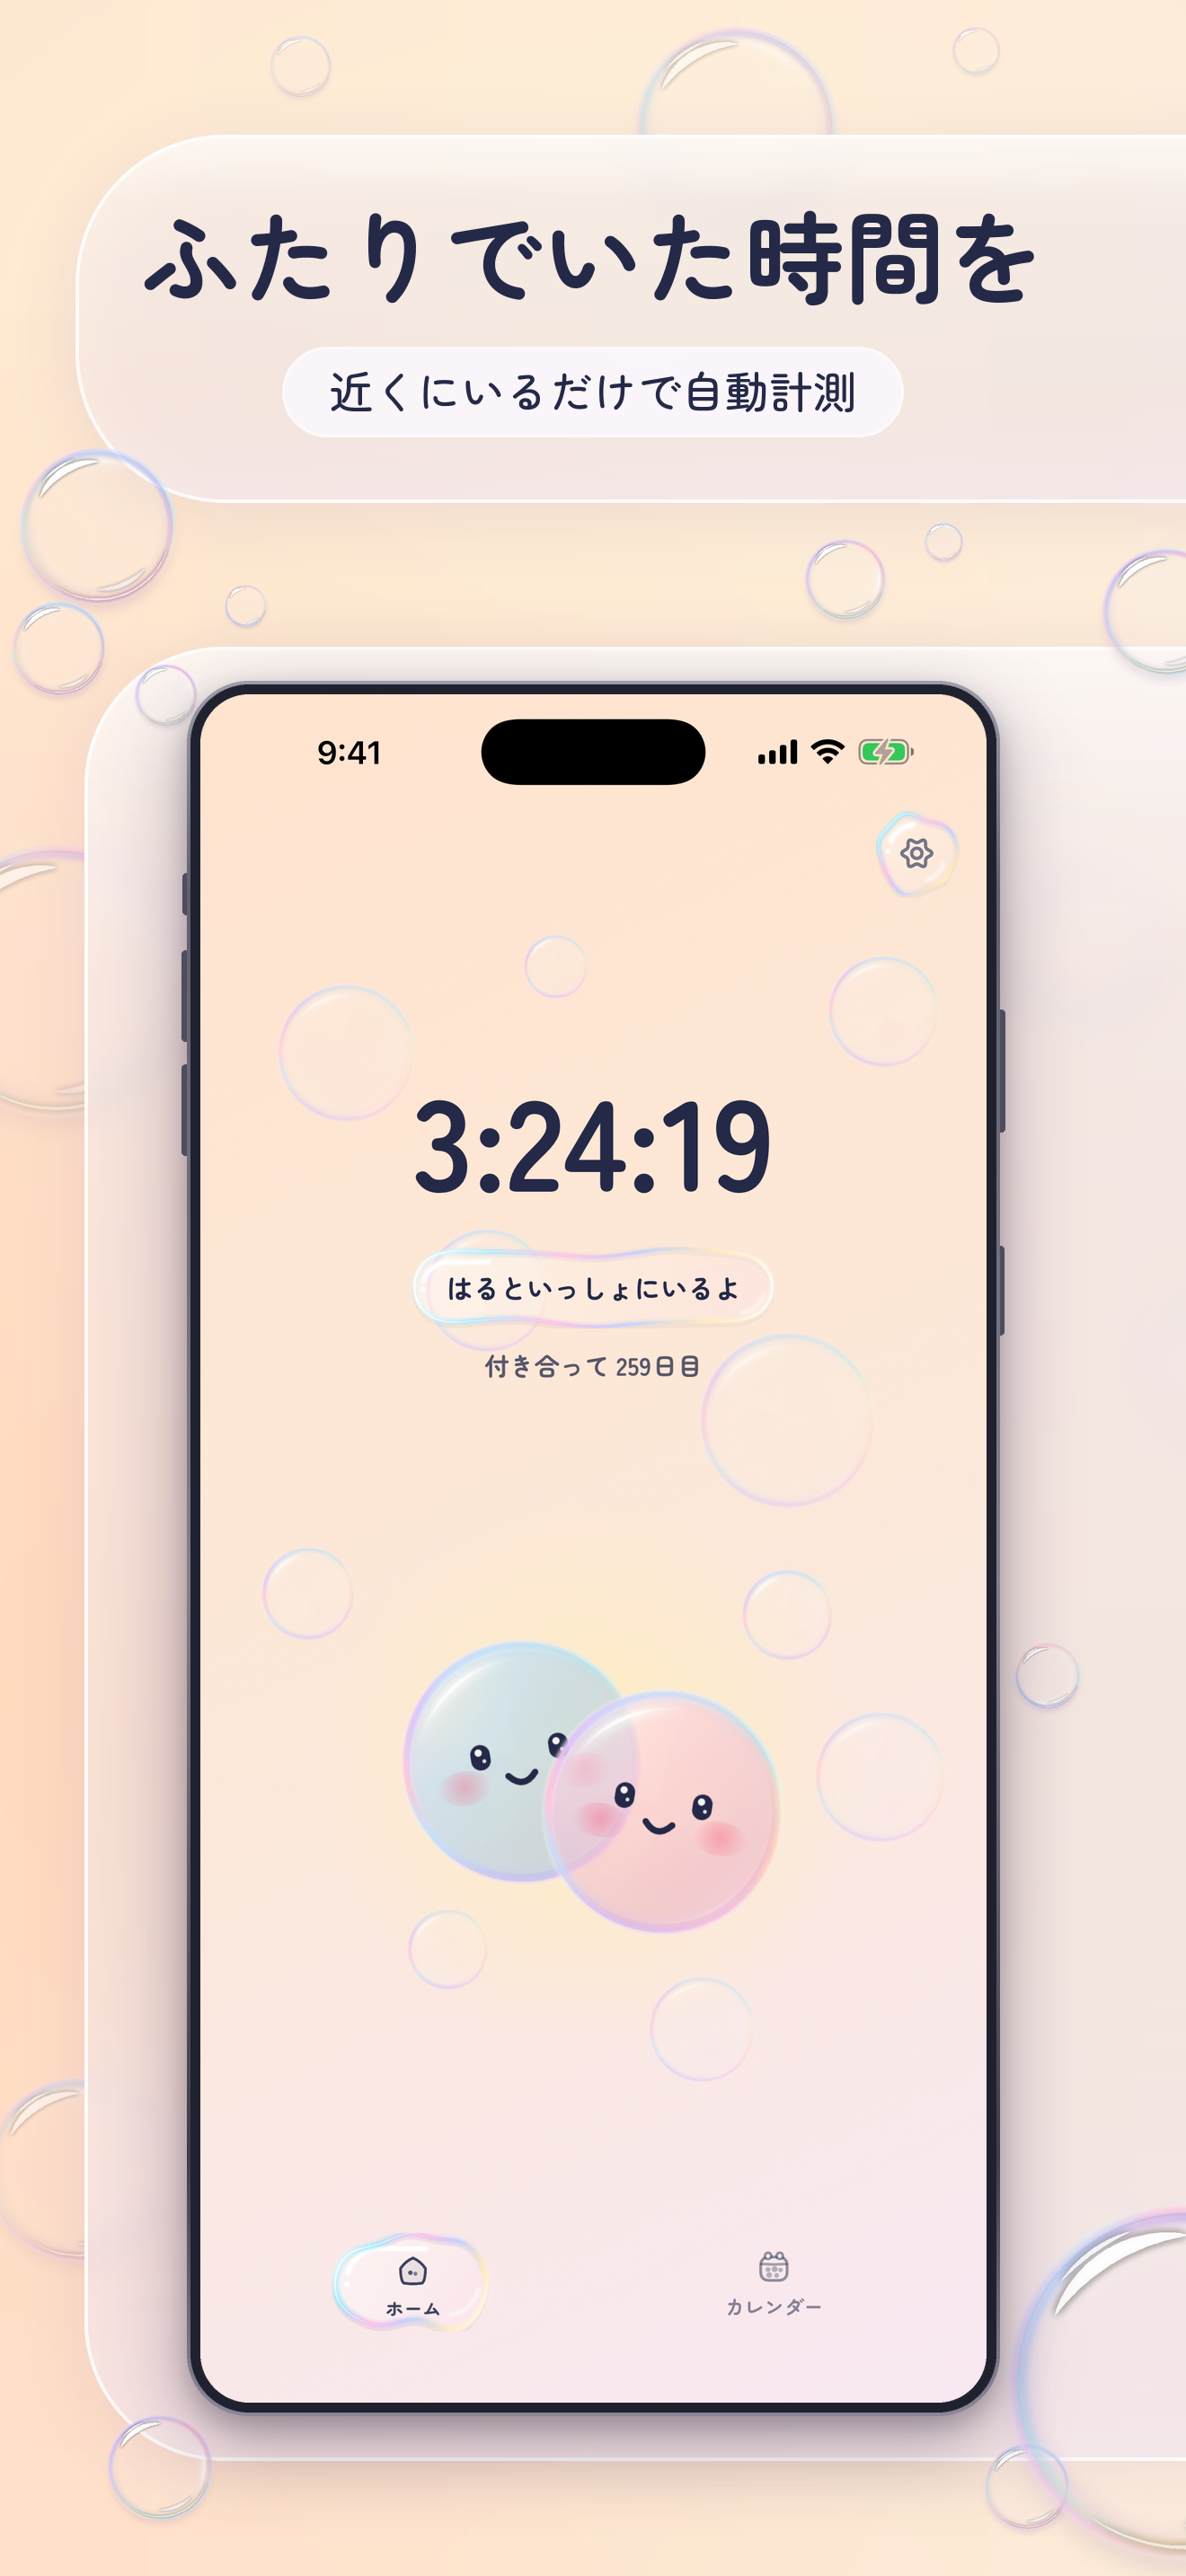 ふたりでいた時間を
近くにいるだけで自動計測
9:41
3:24:19
はるといっしょにいるよ
付き合って 259日目
ホーム
カレンダー